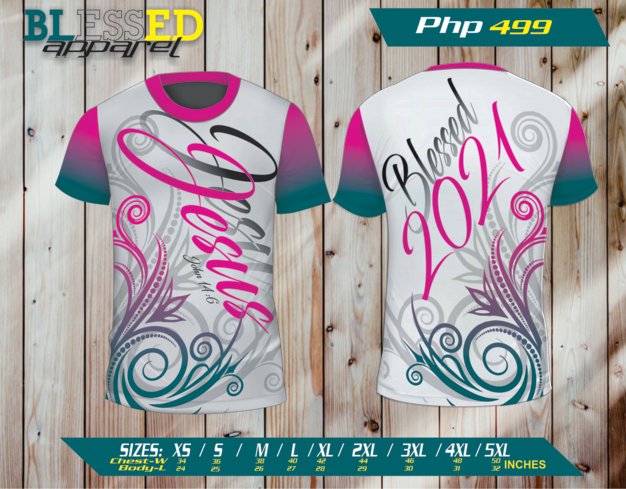 BLESSED
apparel
Php 499
Jesus
Jesus
John 14:6
Blessed
2021
SIZES: XS / S / M / L / XL / 2XL / 3XL / 4XL / 5XL
Chest-W 34 36 38 40 42 44 46 48 50
Body-L 24 25 26 27 28 29 30 31 32 INCHES